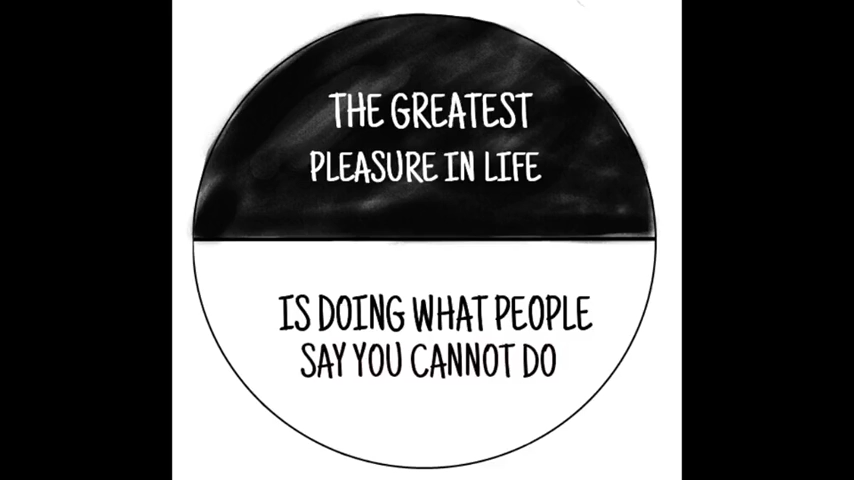 THE GREATEST
PLEASURE IN LIFE
IS DOING WHAT PEOPLE
SAY YOU CANNOT DO